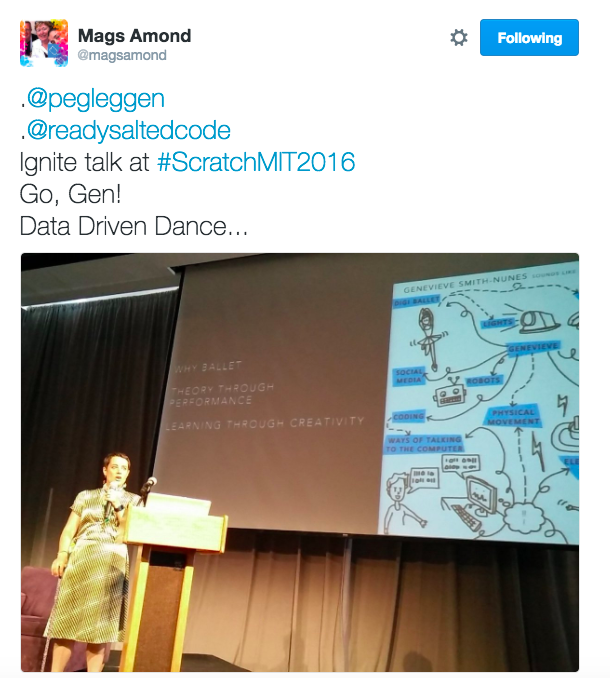 Mags Amond
@magsamond
Following
.@pegleggen
.@readysaltedcode
Ignite talk at #ScratchMIT2016
Go, Gen!
Data Driven Dance...
WHY BALLET
THEORY THROUGH
PERFORMANCE
LEARNING THROUGH CREATIVITY
GENEVIEVE SMITH-NUNES SOUNDS LIKE
DIGI BALLET
LIGHTS
GENEVIEVE
SOCIAL
MEDIA
ROBOTS
CODING
PHYSICAL
MOVEMENT
WAYS OF TALKING
TO THE COMPUTER